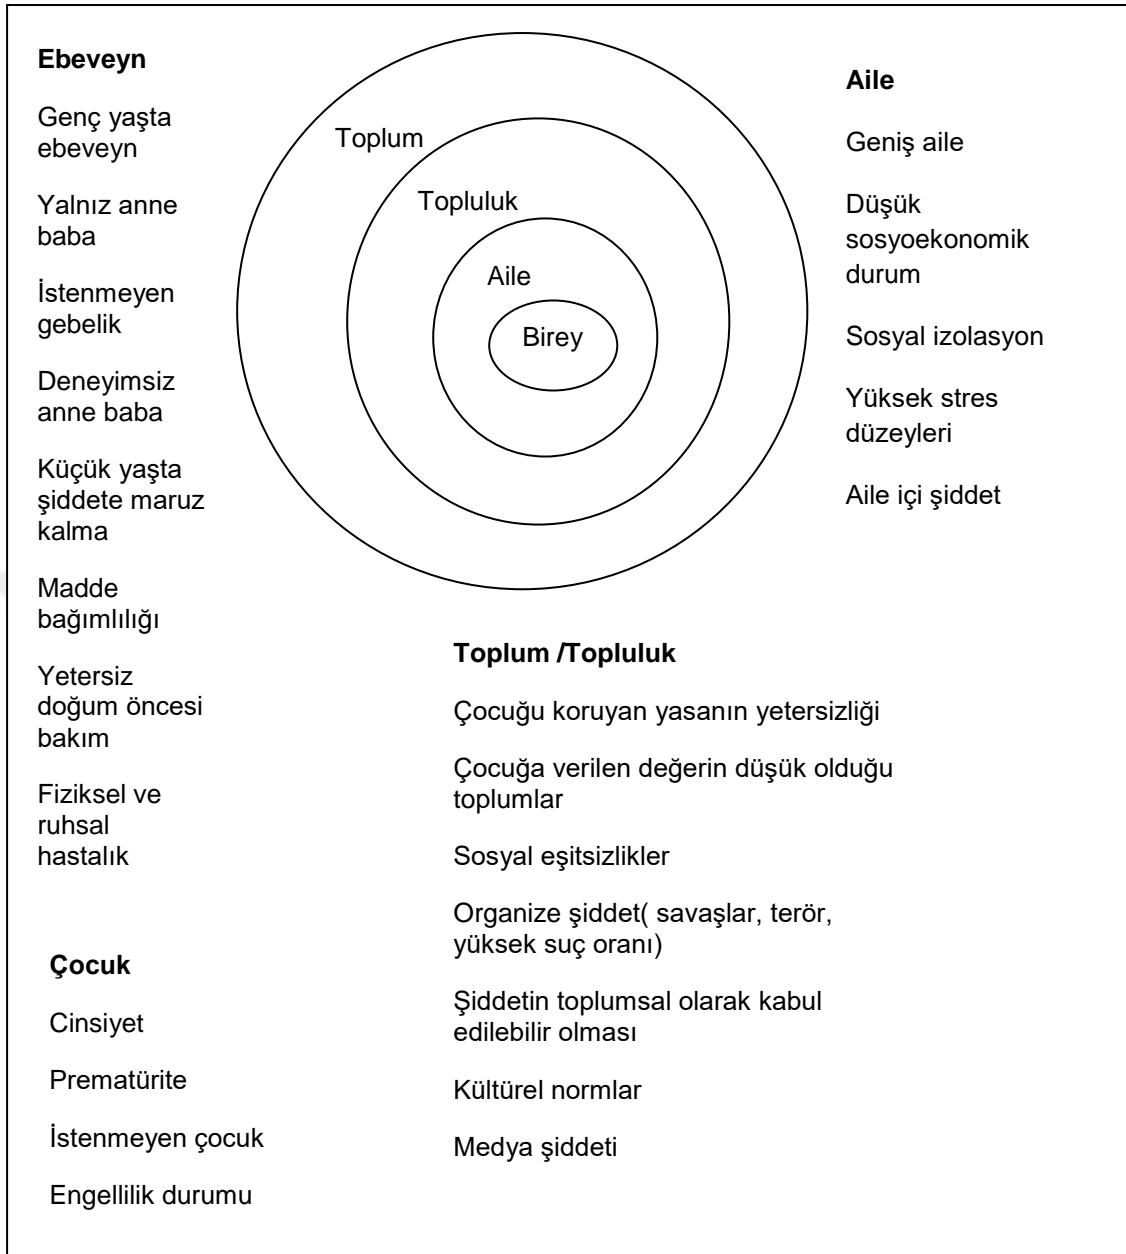 Ebeveyn
Genç yaşta
ebeveyn
Yalnız anne
baba
İstenmeyen
gebelik
Deneyimsiz
anne baba
Küçük yaşta
şiddete maruz
kalma
Madde
bağımlılığı
Yetersiz
doğum öncesi
bakım
Fiziksel ve
ruhsal
hastalık
Toplum
Topluluk
Aile
Birey
Aile
Geniş aile
Düşük
sosyoekonomik
durum
Sosyal izolasyon
Yüksek stres
düzeyleri
Aile içi şiddet
Toplum /Topluluk
Çocuğu koruyan yasanın yetersizliği
Çocuğa verilen değerin düşük olduğu
toplumlar
Sosyal eşitsizlikler
Organize şiddet( savaşlar, terör,
yüksek suç oranı)
Şiddetin toplumsal olarak kabul
edilebilir olması
Kültürel normlar
Medya şiddeti
Çocuk
Cinsiyet
Prematürite
İstenmeyen çocuk
Engellilik durumu